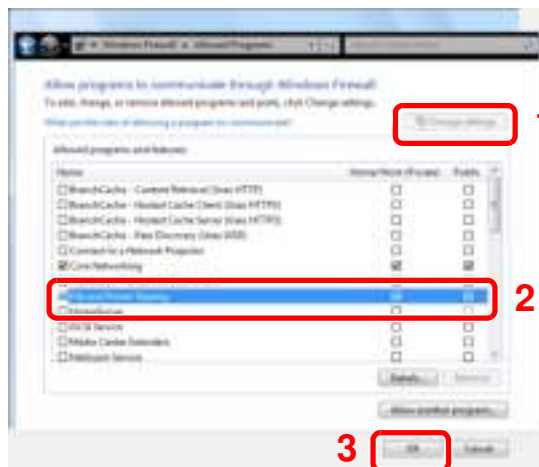 Windows Firewall Allowed Programs
Allow programs to communicate through Windows Firewall
To add, change, or remove allowed programs and ports, click Change settings.
What are the risks of allowing a program to communicate?
Change settings
Allowed programs and features:
Name Home/Work (Private) Public
BranchCache - Content Retrieval (Uses HTTP)
BranchCache - Hosted Cache Client (Uses HTTPS)
BranchCache - Hosted Cache Server (Uses HTTPS)
BranchCache - Peer Discovery (Uses WSD)
Connect to a Network Projector
Core Networking
File and Printer Sharing
2
HomeGroup
iSCSI Service
Media Center Extenders
Netlogon Service
Details... Remove
Allow another program...
3
OK Cancel